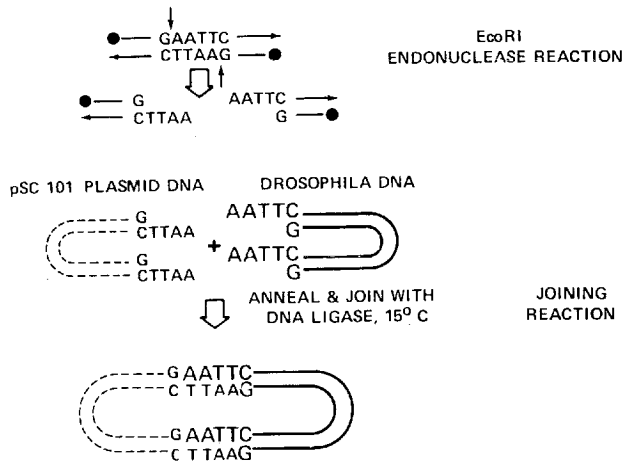 GAATTC
CTTAAG
EcoRI
ENDONUCLEASE REACTION
G
CTTAA
AATTC
G
pSC 101 PLASMID DNA
DROSOPHILA DNA
G
CTTAA
G
CTTAA
+
AATTC
G
AATTC
G
ANNEAL & JOIN WITH
DNA LIGASE, 15º C
JOINING
REACTION
GAATTC
CTTAAG
GAATTC
CTTAAG